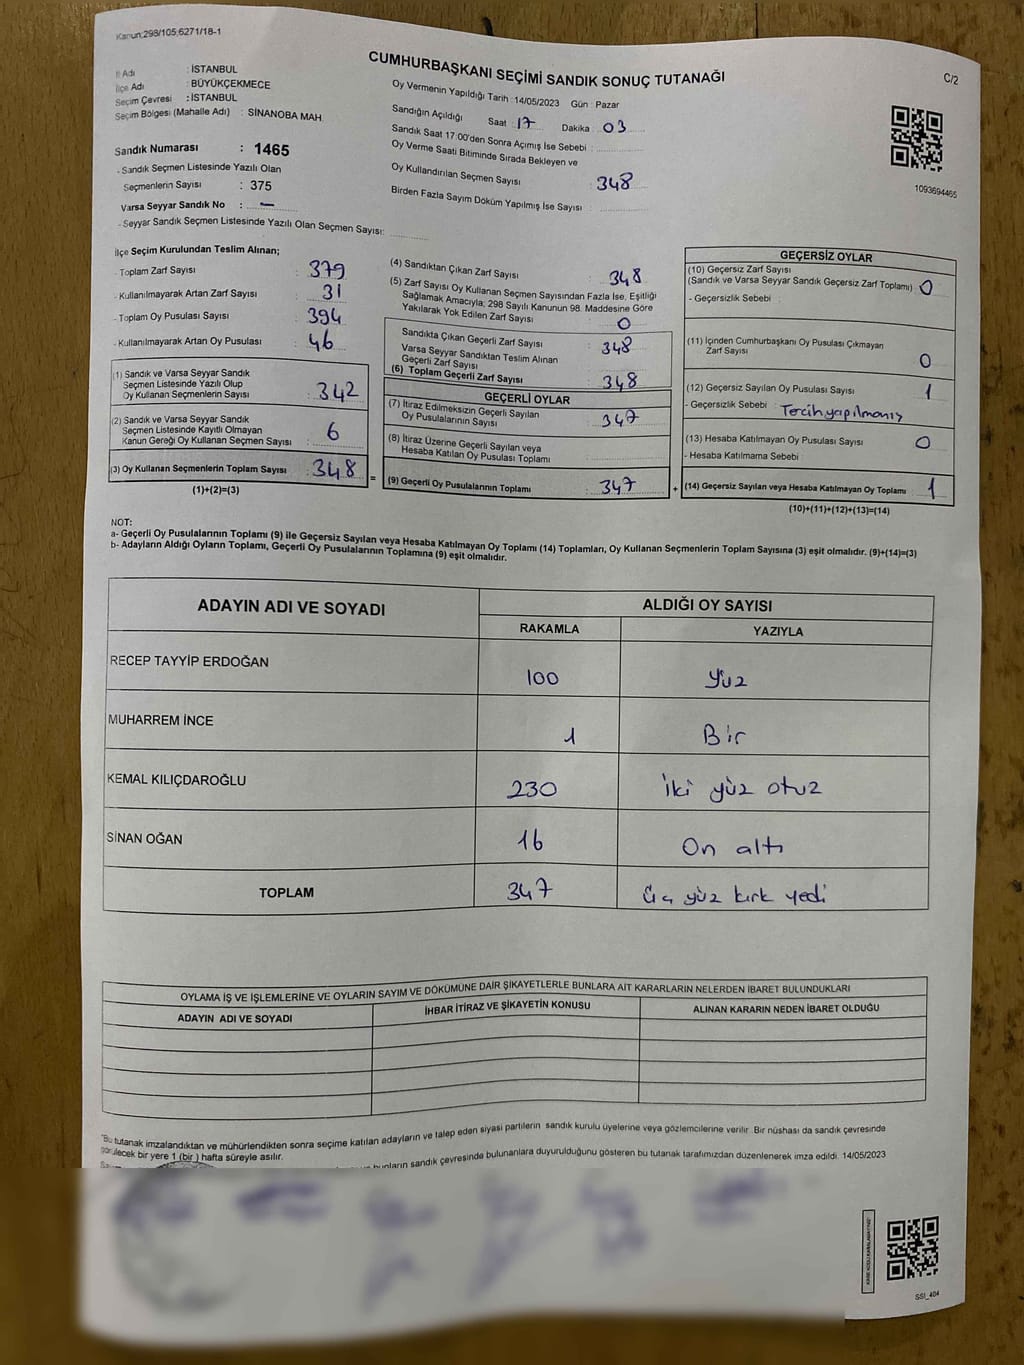 Kanun:298/105;6271/18-1
CUMHURBAŞKANI SEÇİMİ SANDIK SONUÇ TUTANAĞI
C/2
İl Adı : İSTANBUL
İlçe Adı : BÜYÜKÇEKMECE
Seçim Çevresi : İSTANBUL
Seçim Bölgesi (Mahalle Adı) : SİNANOBA MAH.
Sandık Numarası : 1465
- Sandık Seçmen Listesinde Yazılı Olan
Seçmenlerin Sayısı : 375
Varsa Seyyar Sandık No : —
- Seyyar Sandık Seçmen Listesinde Yazılı Olan Seçmen Sayısı:
Oy Vermenin Yapıldığı Tarih : 14/05/2023 Gün : Pazar
Sandığın Açıldığı Saat : 17 Dakika : 03
Sandık Saat 17:00'den Sonra Açımış İse Sebebi :
Oy Verme Saati Bitiminde Sırada Bekleyen ve
Oy Kullandırılan Seçmen Sayısı : 348
Birden Fazla Sayım Döküm Yapılmış İse Sayısı :
1093694465
İlçe Seçim Kurulundan Teslim Alınan;
- Toplam Zarf Sayısı : 379
- Kullanılmayarak Artan Zarf Sayısı : 31
- Toplam Oy Pusulası Sayısı : 394
- Kullanılmayarak Artan Oy Pusulası : 46
(1) Sandık ve Varsa Seyyar Sandık
Seçmen Listesinde Yazılı Olup
Oy Kullanan Seçmenlerin Sayısı : 342
(2) Sandık ve Varsa Seyyar Sandık
Seçmen Listesinde Kayıtlı Olmayan
Kanun Gereği Oy Kullanan Seçmen Sayısı : 6
(3) Oy Kullanan Seçmenlerin Toplam Sayısı : 348 =
(1)+(2)=(3)
(4) Sandıktan Çıkan Zarf Sayısı : 348
(5) Zarf Sayısı Oy Kullanan Seçmen Sayısından Fazla İse, Eşitliği
Sağlamak Amacıyla; 298 Sayılı Kanunun 98. Maddesine Göre
Yakılarak Yok Edilen Zarf Sayısı : 0
Sandıkta Çıkan Geçerli Zarf Sayısı : 348
Varsa Seyyar Sandıktan Teslim Alınan
Geçerli Zarf Sayısı :
(6) Toplam Geçerli Zarf Sayısı : 348
GEÇERLİ OYLAR
(7) İtiraz Edilmeksizin Geçerli Sayılan
Oy Pusulalarının Sayısı : 347
(8) İtiraz Üzerine Geçerli Sayılan veya
Hesaba Katılan Oy Pusulası Toplamı :
(9) Geçerli Oy Pusulalarının Toplamı : 347 +
GEÇERSİZ OYLAR
(10) Geçersiz Zarf Sayısı
(Sandık ve Varsa Seyyar Sandık Geçersiz Zarf Toplamı) : 0
- Geçersizlik Sebebi :
(11) İçinden Cumhurbaşkanı Oy Pusulası Çıkmayan
Zarf Sayısı : 0
(12) Geçersiz Sayılan Oy Pusulası Sayısı : 1
- Geçersizlik Sebebi : Tercih yapılmamış
(13) Hesaba Katılmayan Oy Pusulası Sayısı : 0
- Hesaba Katılmama Sebebi :
(14) Geçersiz Sayılan veya Hesaba Katılmayan Oy Toplamı : 1
(10)+(11)+(12)+(13)=(14)
NOT:
a- Geçerli Oy Pusulalarının Toplamı (9) ile Geçersiz Sayılan veya Hesaba Katılmayan Oy Toplamı (14) Toplamları, Oy Kullanan Seçmenlerin Toplam Sayısına (3) eşit olmalıdır. (9)+(14)=(3)
b- Adayların Aldığı Oyların Toplamı, Geçerli Oy Pusulalarının Toplamına (9) eşit olmalıdır.
ADAYIN ADI VE SOYADI
ALDIĞI OY SAYISI
RAKAMLA YAZIYLA
RECEP TAYYİP ERDOĞAN 100 Yüz
MUHARREM İNCE 1 Bir
KEMAL KILIÇDAROĞLU 230 iki yüz otuz
SİNAN OĞAN 16 On altı
TOPLAM 347 Üç yüz kırk yedi
OYLAMA İŞ VE İŞLEMLERİNE VE OYLARIN SAYIM VE DÖKÜMÜNE DAİR ŞİKAYETLERLE BUNLARA AİT KARARLARIN NELERDEN İBARET BULUNDUKLARI
ADAYIN ADI VE SOYADI İHBAR İTİRAZ VE ŞİKAYETİN KONUSU ALINAN KARARIN NEDEN İBARET OLDUĞU
"Bu tutanak imzalandıktan ve mühürlendikten sonra seçime katılan adayların ve talep eden siyasi partilerin sandık kurulu üyelerine veya gözlemcilerine verilir. Bir nüshası da sandık çevresinde
görülecek bir yere 1 (bir) hafta süreyle asılır.
bunların sandık çevresinde bulunanlara duyurulduğunu gösteren bu tutanak tarafımızdan düzenlenerek imza edildi. 14/05/2023
SSI_404